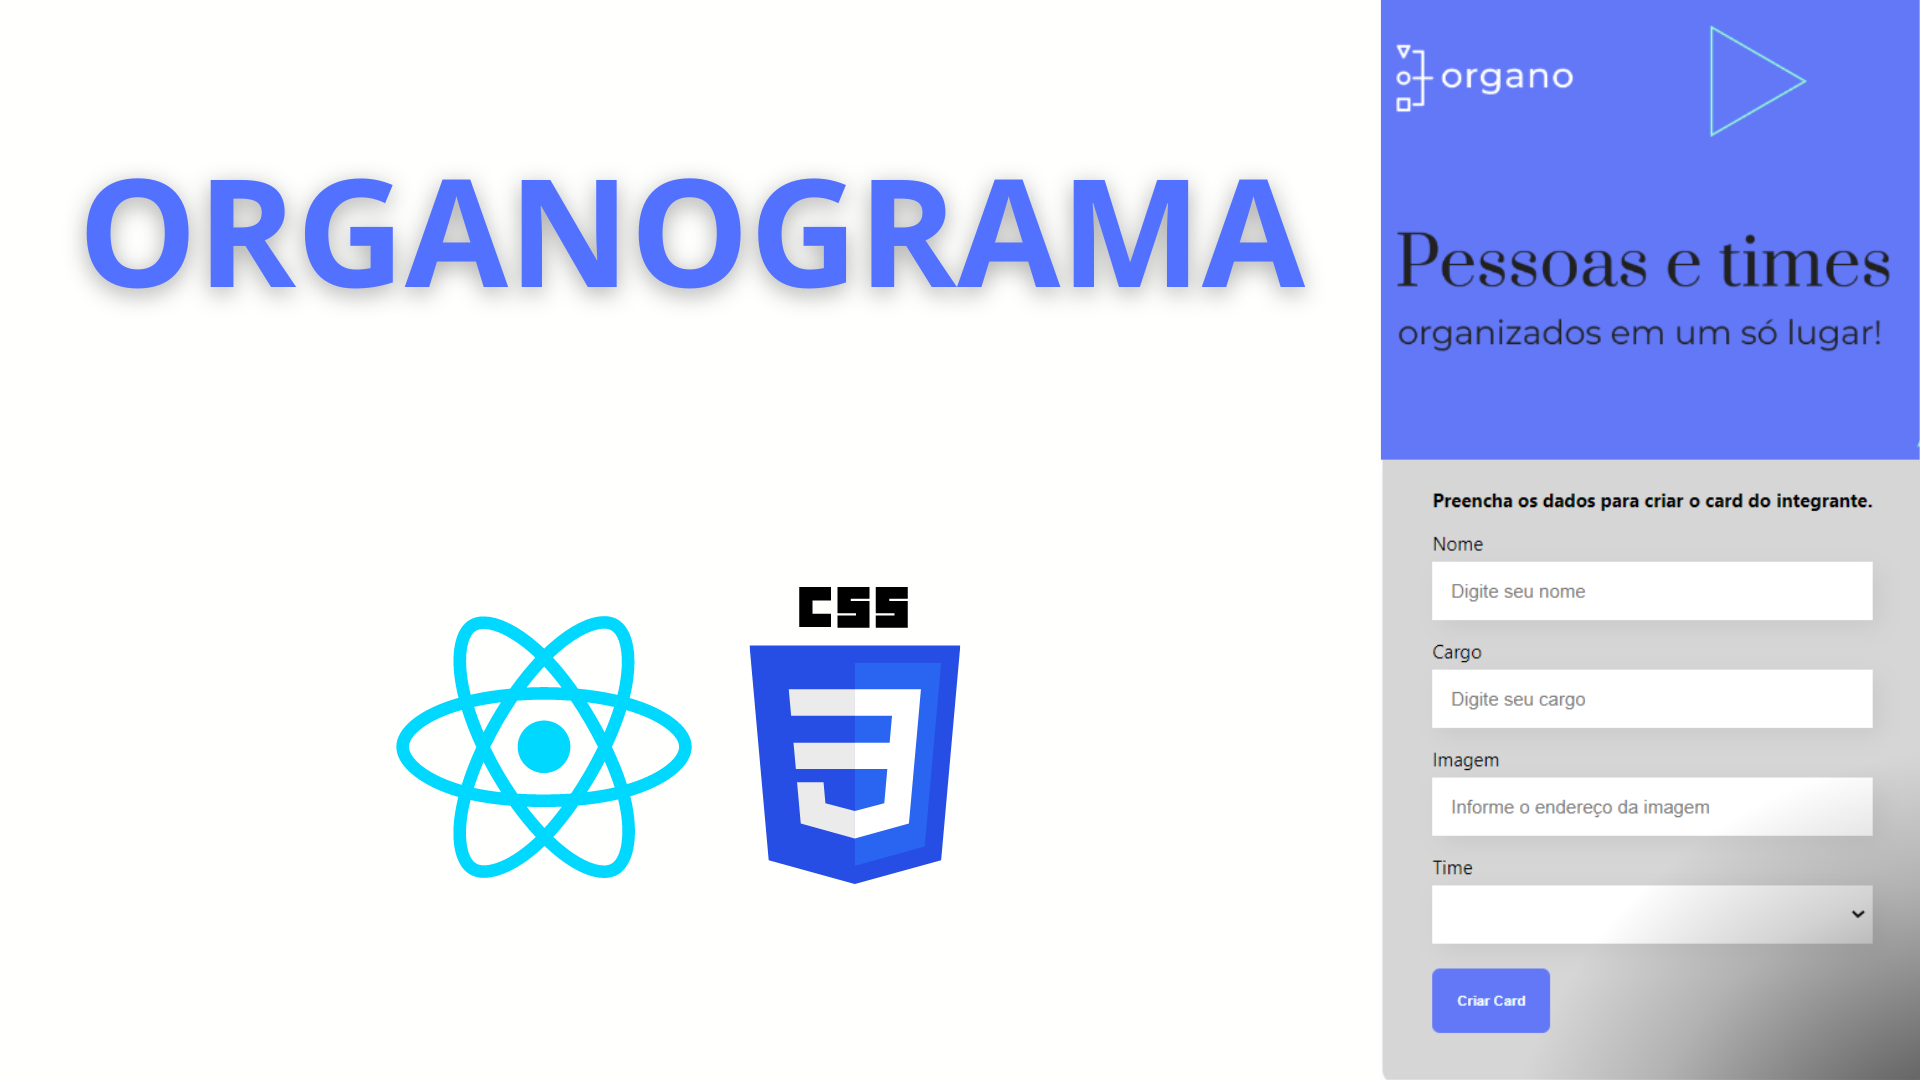 ORGANOGRAMA
CSS
organo
Pessoas e times
organizados em um só lugar!
Preencha os dados para criar o card do integrante.
Nome
Digite seu nome
Cargo
Digite seu cargo
Imagem
Informe o endereço da imagem
Time
Criar Card